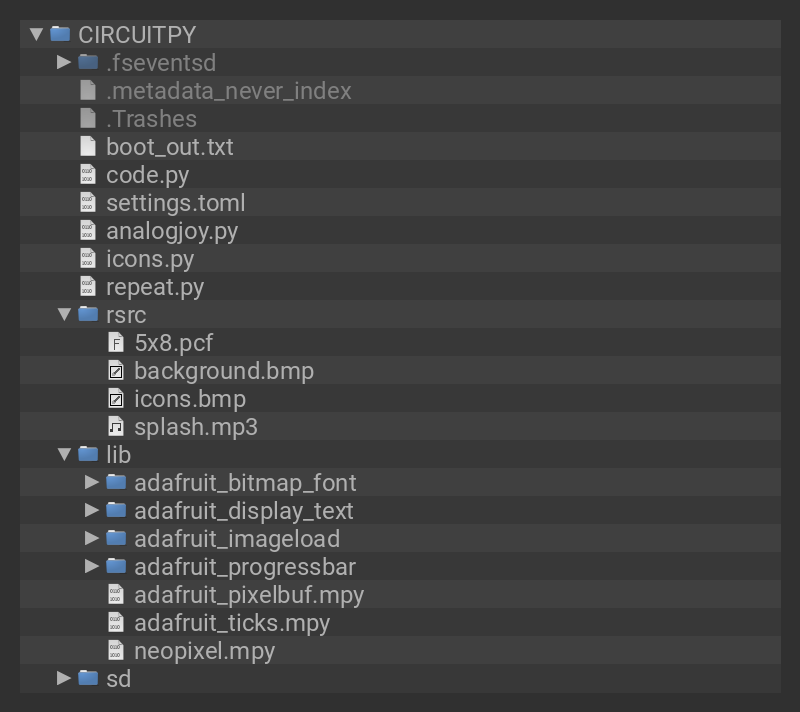 CIRCUITPY
.fseventsd
.metadata_never_index
.Trashes
boot_out.txt
code.py
settings.toml
analogjoy.py
icons.py
repeat.py
rsrc
5x8.pcf
background.bmp
icons.bmp
splash.mp3
lib
adafruit_bitmap_font
adafruit_display_text
adafruit_imageload
adafruit_progressbar
adafruit_pixelbuf.mpy
adafruit_ticks.mpy
neopixel.mpy
sd